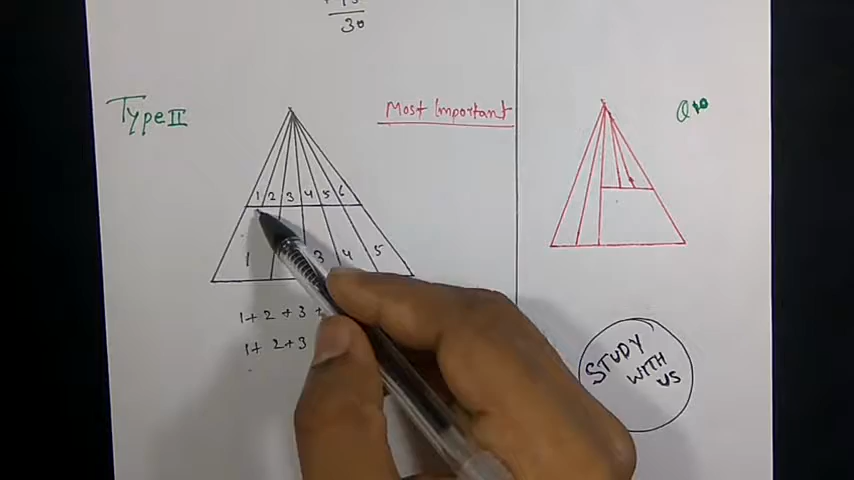 30
Type II
Most Important
Q
1 2 3 4 5 6
1 3 4 5
1+ 2 + 3 +
1+ 2+3
STUDY
WITH
US